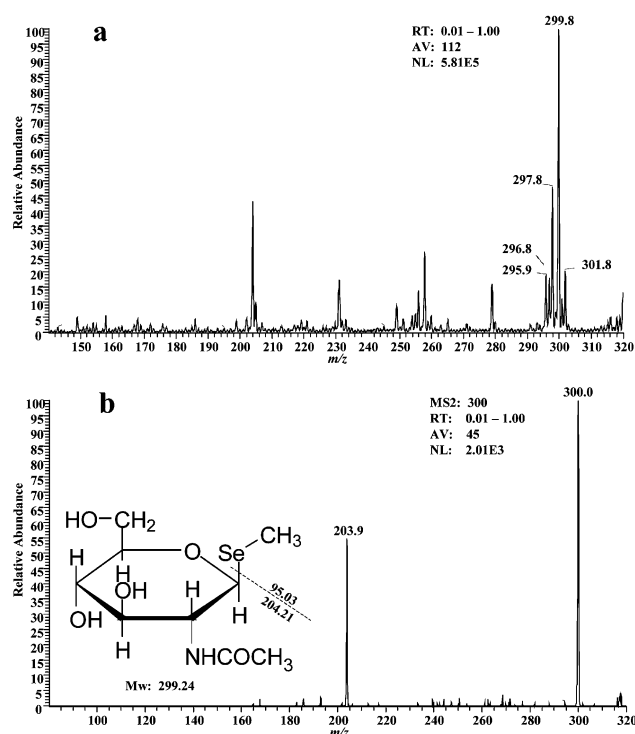 a
RT: 0.01 – 1.00
AV: 112
NL: 5.81E5
299.8
297.8
296.8
295.9
301.8
Relative Abundance
100
95
90
85
80
75
70
65
60
55
50
45
40
35
30
25
20
15
10
5
0
150 160 170 180 190 200 210 220 230 240 250 260 270 280 290 300 310 320
m/z
b
MS2: 300
RT: 0.01 – 1.00
AV: 45
NL: 2.01E3
300.0
203.9
Relative Abundance
100
95
90
85
80
75
70
65
60
55
50
45
40
35
30
25
20
15
10
5
0
HO–CH2
CH3
O
Se
H
H
H
OH
95.03
204.21
OH
H
H
NHCOCH3
Mw: 299.24
100 120 140 160 180 200 220 240 260 280 300 320
m/z